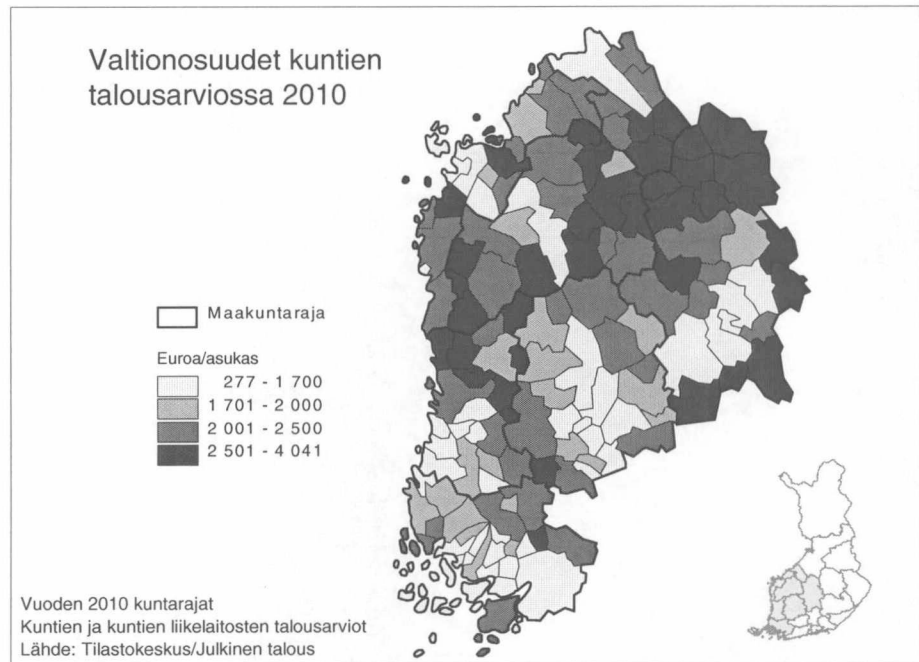 Valtionosuudet kuntien
talousarviossa 2010
Maakuntaraja
Euroa/asukas
277 - 1 700
1 701 - 2 000
2 001 - 2 500
2 501 - 4 041
Vuoden 2010 kuntarajat
Kuntien ja kuntien liikelaitosten talousarviot
Lähde: Tilastokeskus/Julkinen talous